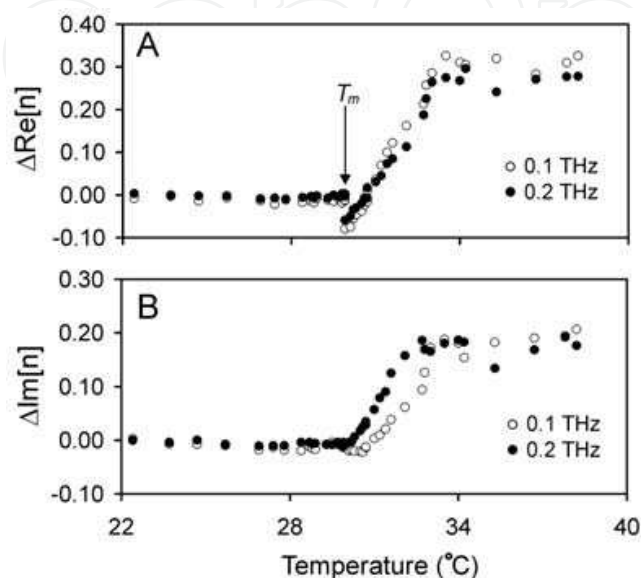 A
ΔRe[n]
0.40
0.30
0.20
0.10
0.00
-0.10
Tm
0.1 THz
0.2 THz
B
ΔIm[n]
0.30
0.20
0.10
0.00
-0.10
0.1 THz
0.2 THz
22 28 34 40
Temperature (°C)